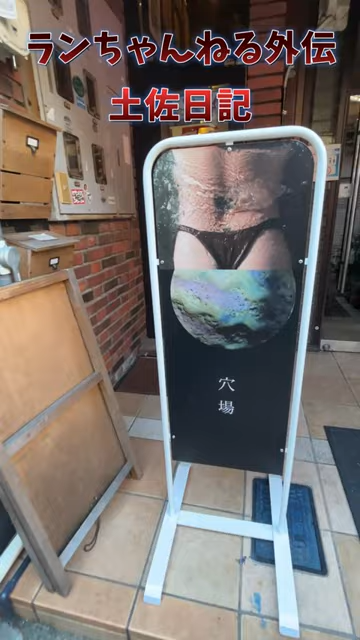 ランちゃんねる外伝
土佐日記
穴
場